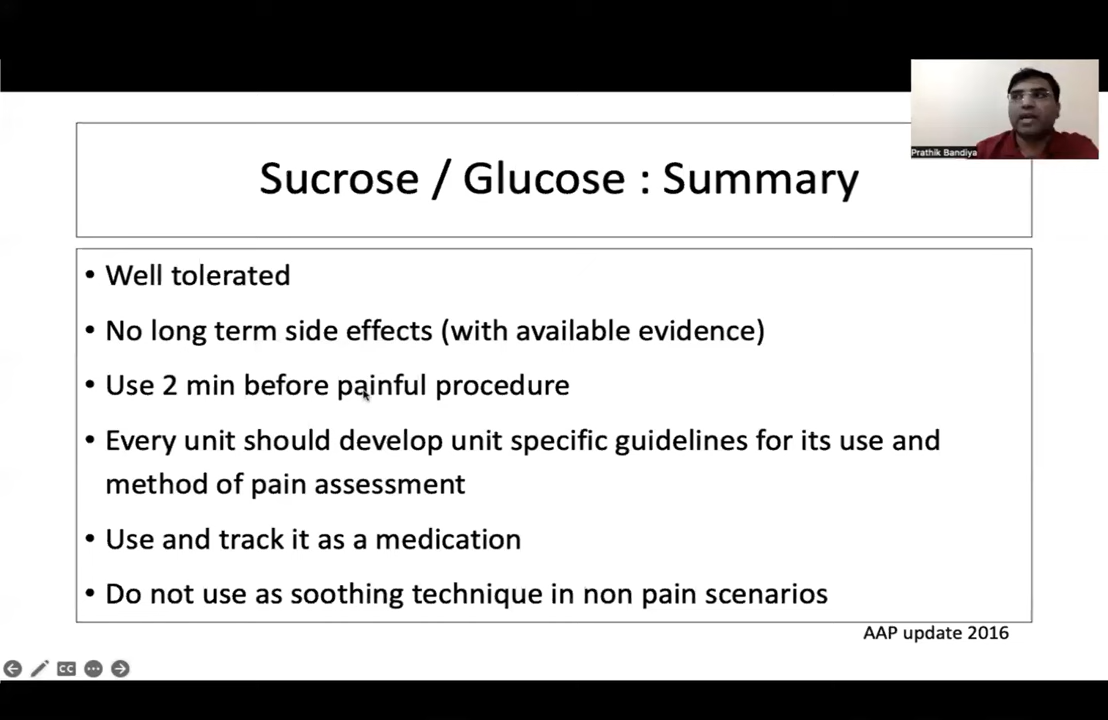 Prathik Bandiya
Sucrose / Glucose : Summary
• Well tolerated
• No long term side effects (with available evidence)
• Use 2 min before painful procedure
• Every unit should develop unit specific guidelines for its use and
method of pain assessment
• Use and track it as a medication
• Do not use as soothing technique in non pain scenarios
AAP update 2016
CC